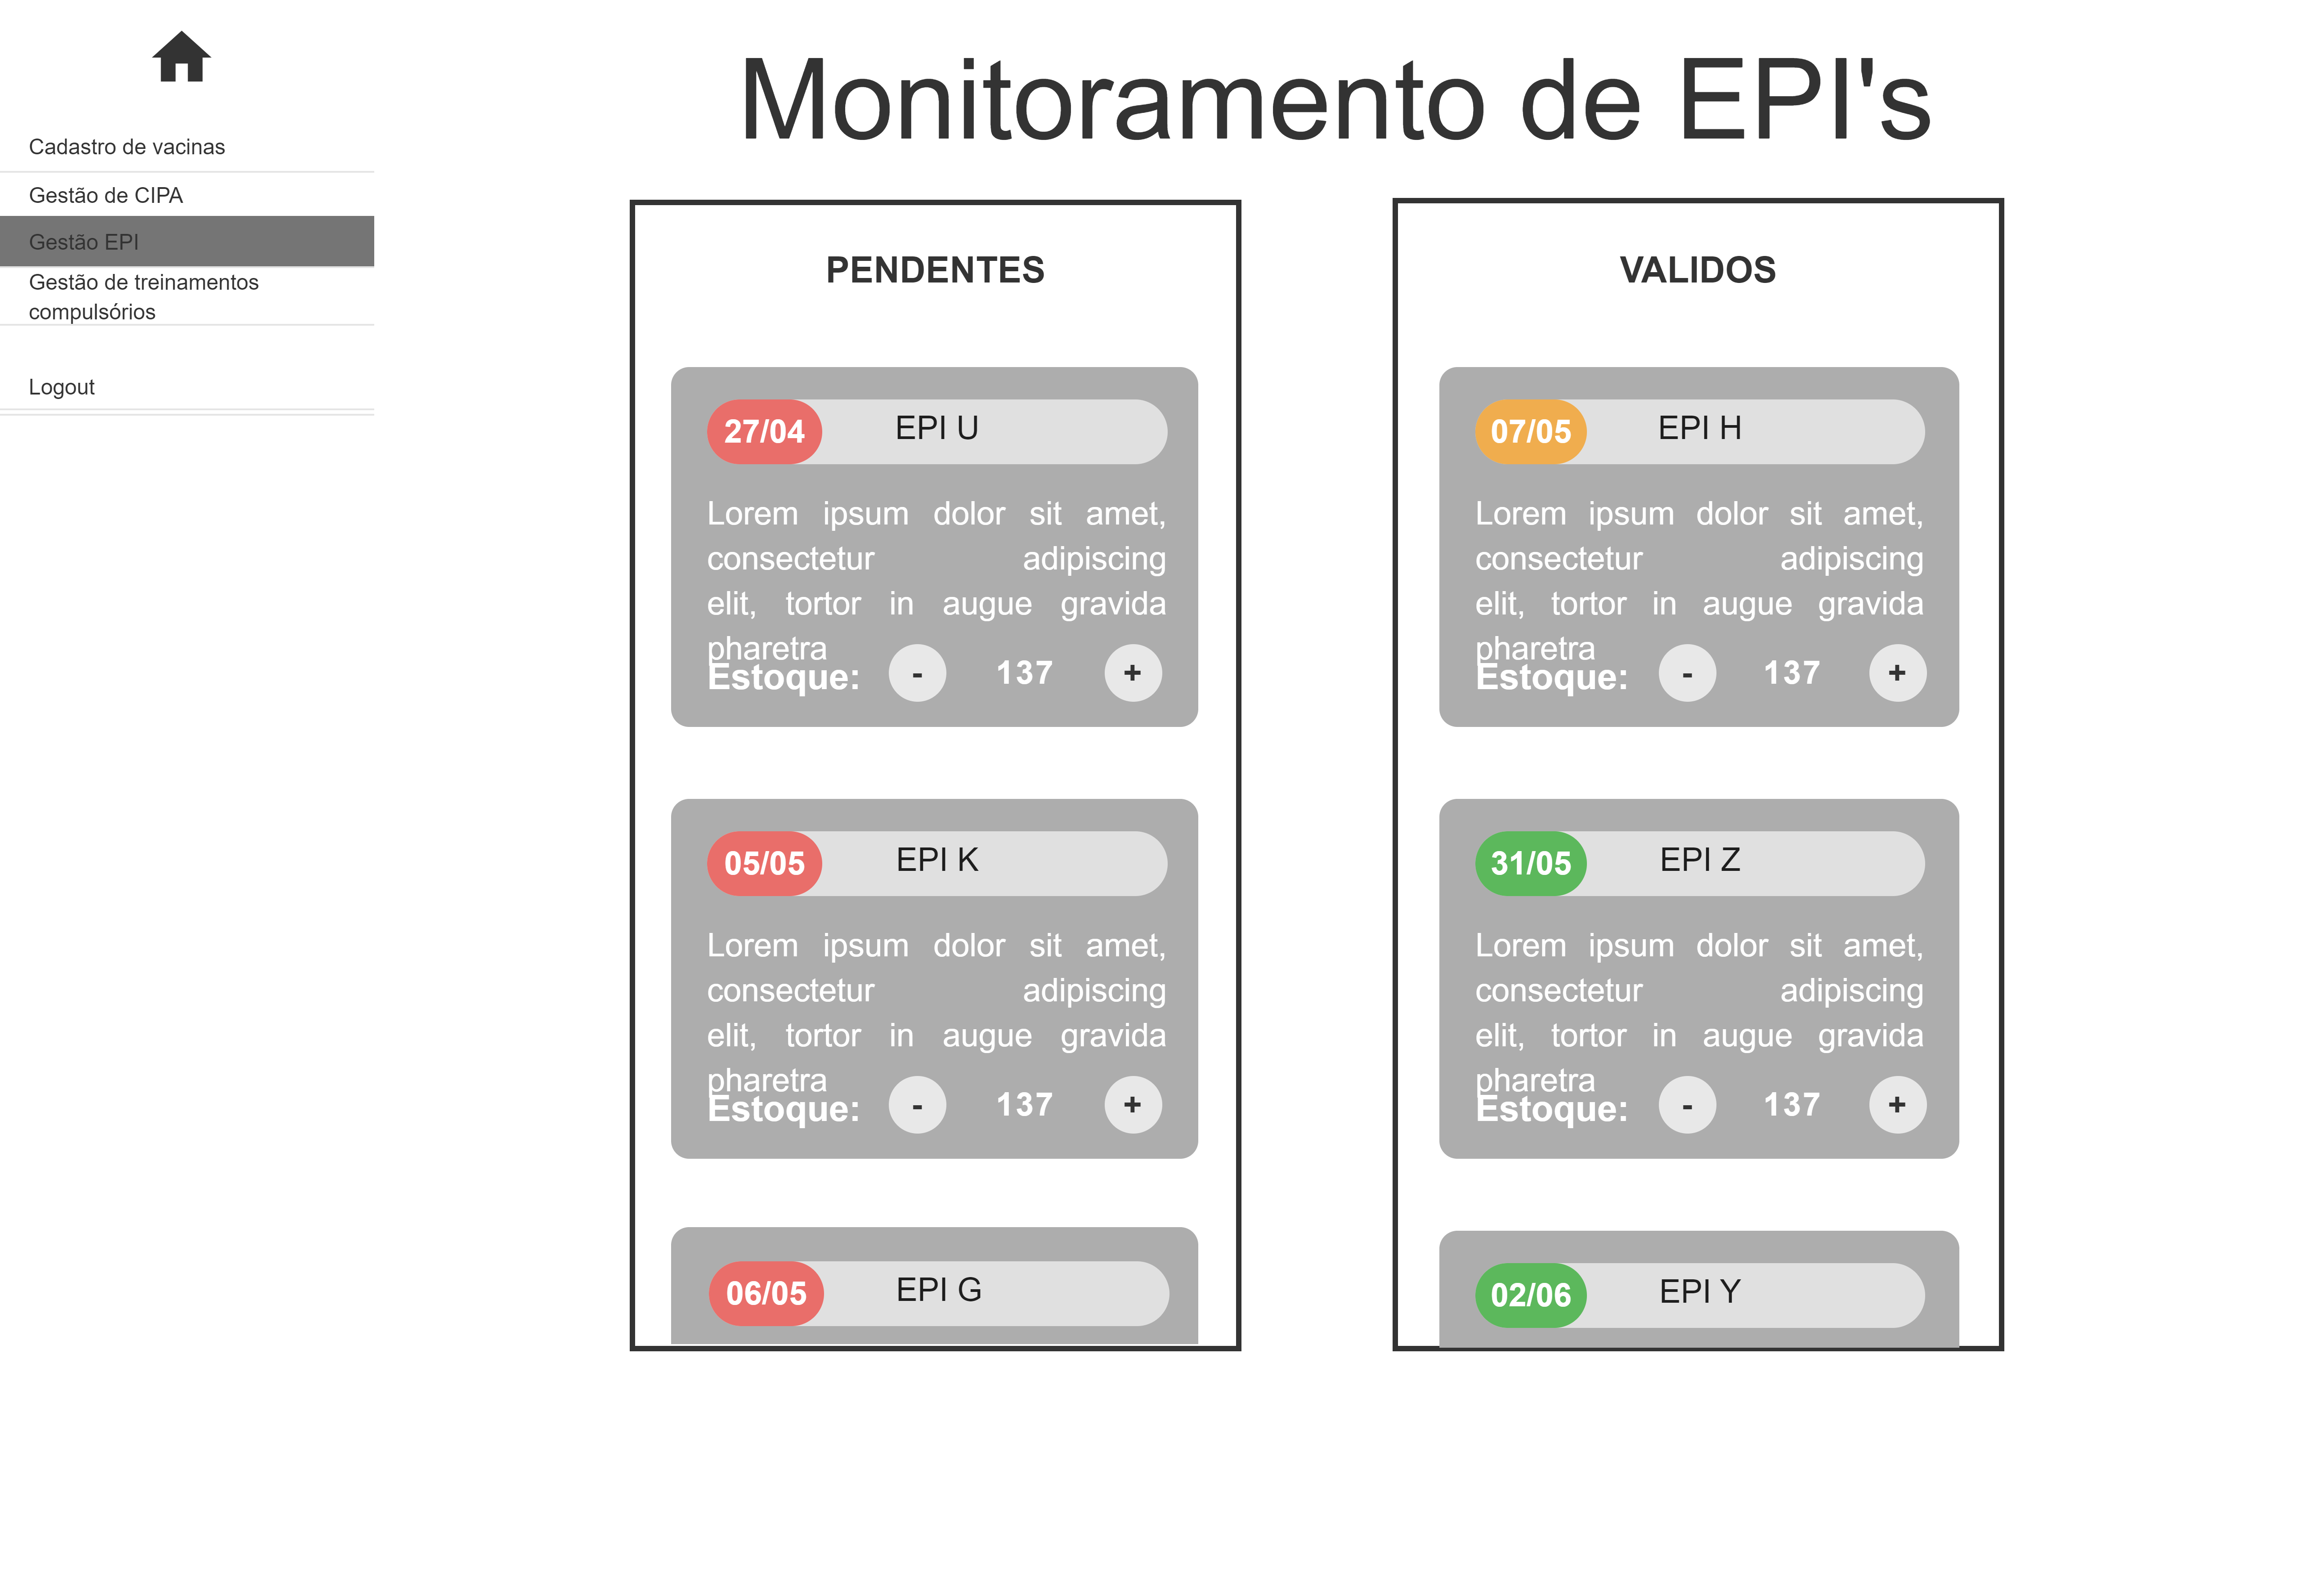 Cadastro de vacinas
Gestão de CIPA
Gestão EPI
Gestão de treinamentos
compulsórios
Logout
Monitoramento de EPI's
PENDENTES
27/04 EPI U
Lorem ipsum dolor sit amet,
consectetur adipiscing
elit, tortor in augue gravida
pharetra
Estoque: - 137 +
05/05 EPI K
Lorem ipsum dolor sit amet,
consectetur adipiscing
elit, tortor in augue gravida
pharetra
Estoque: - 137 +
06/05 EPI G
VALIDOS
07/05 EPI H
Lorem ipsum dolor sit amet,
consectetur adipiscing
elit, tortor in augue gravida
pharetra
Estoque: - 137 +
31/05 EPI Z
Lorem ipsum dolor sit amet,
consectetur adipiscing
elit, tortor in augue gravida
pharetra
Estoque: - 137 +
02/06 EPI Y